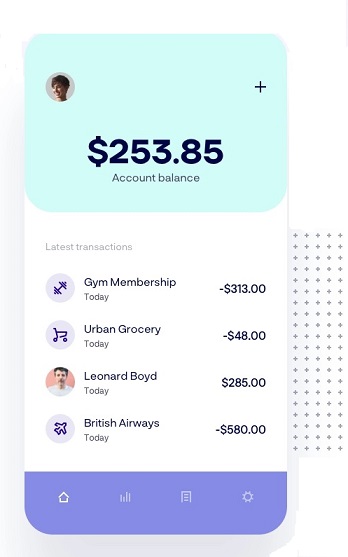 $253.85
Account balance
Latest transactions
Gym Membership
Today
-$313.00
Urban Grocery
Today
-$48.00
Leonard Boyd
Today
$285.00
British Airways
Today
-$580.00